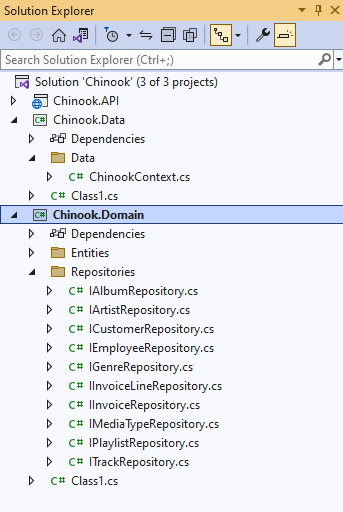 Solution Explorer
Search Solution Explorer (Ctrl+;)
Solution 'Chinook' (3 of 3 projects)
Chinook.API
Chinook.Data
Dependencies
Data
C# ChinookContext.cs
C# Class1.cs
Chinook.Domain
Dependencies
Entities
Repositories
C# IAlbumRepository.cs
C# IArtistRepository.cs
C# ICustomerRepository.cs
C# IEmployeeRepository.cs
C# IGenreRepository.cs
C# IInvoiceLineRepository.cs
C# IInvoiceRepository.cs
C# IMediaTypeRepository.cs
C# IPlaylistRepository.cs
C# ITrackRepository.cs
C# Class1.cs